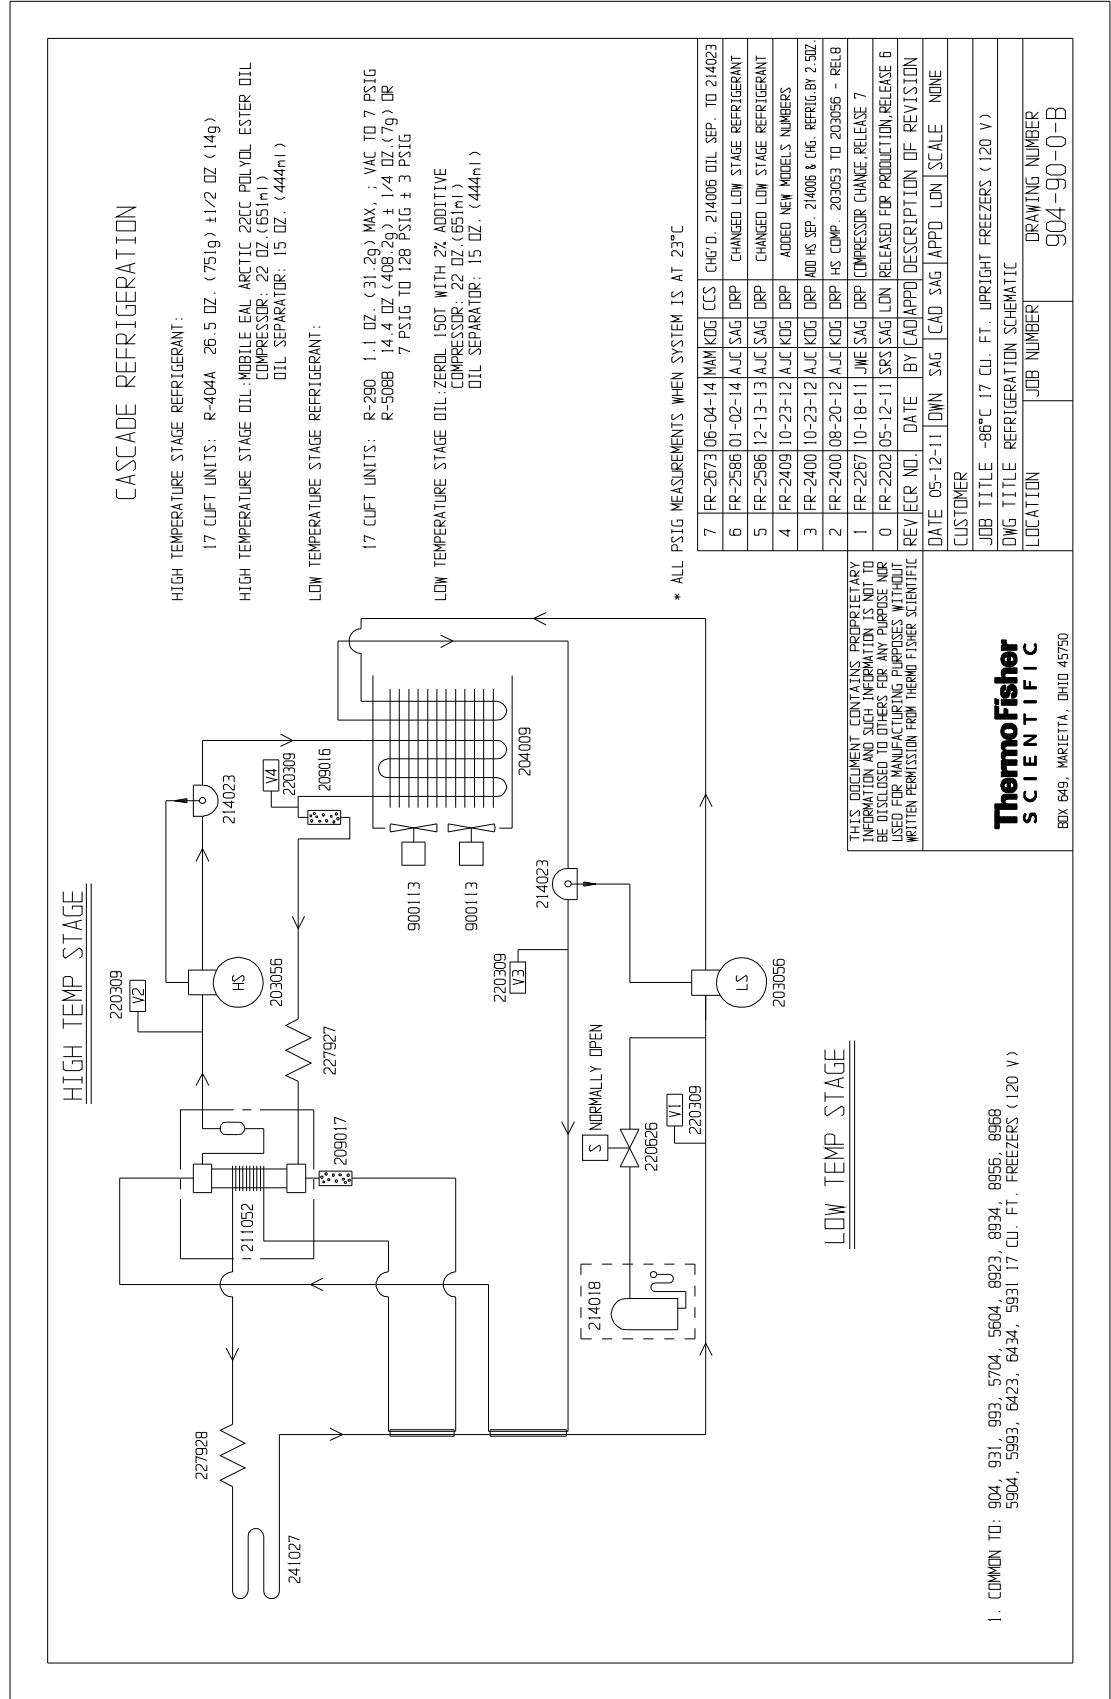 CASCADE REFRIGERATION
HIGH TEMPERATURE STAGE REFRIGERANT:
17 CUFT UNITS: R-404A 26.5 OZ. (751g) ±1/2 OZ (14g)
HIGH TEMPERATURE STAGE OIL:MOBILE EAL ARCTIC 22CC POLYOL ESTER OIL
COMPRESSOR: 22 OZ.(651ml)
OIL SEPARATOR: 15 OZ. (444ml)
LOW TEMPERATURE STAGE REFRIGERANT:
17 CUFT UNITS: R-290 1.1 OZ. (31.2g) MAX, ; VAC TO 7 PSIG
R-508B 14.4 OZ (408.2g) ± 1/4 OZ.(7g) OR
7 PSIG TO 128 PSIG ± 3 PSIG
LOW TEMPERATURE STAGE OIL:ZEROL 150T WITH 2% ADDITIVE
COMPRESSOR: 22 OZ.(651ml)
OIL SEPARATOR: 15 OZ. (444ml)
* ALL PSIG MEASUREMENTS WHEN SYSTEM IS AT 23°C
HIGH TEMP STAGE
220309
V2
HS
203056
214023
V4
220309
209016
204009
900113
900113
214023
220309
V3
227927
209017
211052
227928
241027
214018
S NORMALLY OPEN
220626
V1
220309
LS
203056
LOW TEMP STAGE
1. COMMON TO: 904, 931, 993, 5704, 5604, 8923, 8934, 8956, 8968
5904, 5993, 6423, 6434, 5931 17 CU. FT. FREEZERS (120 V)
7 FR-2673 06-04-14 MAM KDG CCS CHG'D. 214006 OIL SEP. TO 214023
6 FR-2586 01-02-14 AJC SAG DRP CHANGED LOW STAGE REFRIGERANT
5 FR-2586 12-13-13 AJC SAG DRP CHANGED LOW STAGE REFRIGERANT
4 FR-2409 10-23-12 AJC KDG DRP ADDED NEW MODELS NUMBERS
3 FR-2400 10-23-12 AJC KDG DRP ADD HS SEP. 214006 & CHG. REFRIG.BY 2.5OZ.
2 FR-2400 08-20-12 AJC KDG DRP HS COMP. 203053 TO 203056 - REL8
1 FR-2267 10-18-11 JWE SAG DRP COMPRESSOR CHANGE,RELEASE 7
0 FR-2202 05-12-11 SRS SAG LDN RELEASED FOR PRODUCTION,RELEASE 6
REV ECR NO. DATE BY CAD APPD DESCRIPTION OF REVISION
DATE 05-12-11 DWN SAG CAD SAG APPD LDN SCALE NONE
CUSTOMER
JOB TITLE -86°C 17 CU. FT. UPRIGHT FREEZERS (120 V)
DWG TITLE REFRIGERATION SCHEMATIC
LOCATION
JOB NUMBER
DRAWING NUMBER
904-90-0-B
THIS DOCUMENT CONTAINS PROPRIETARY
INFORMATION AND SUCH INFORMATION IS NOT TO
BE DISCLOSED TO OTHERS FOR ANY PURPOSE NOR
USED FOR MANUFACTURING PURPOSES WITHOUT
WRITTEN PERMISSION FROM THERMO FISHER SCIENTIFIC
ThermoFisher
SCIENTIFIC
BOX 649, MARIETTA, OHIO 45750